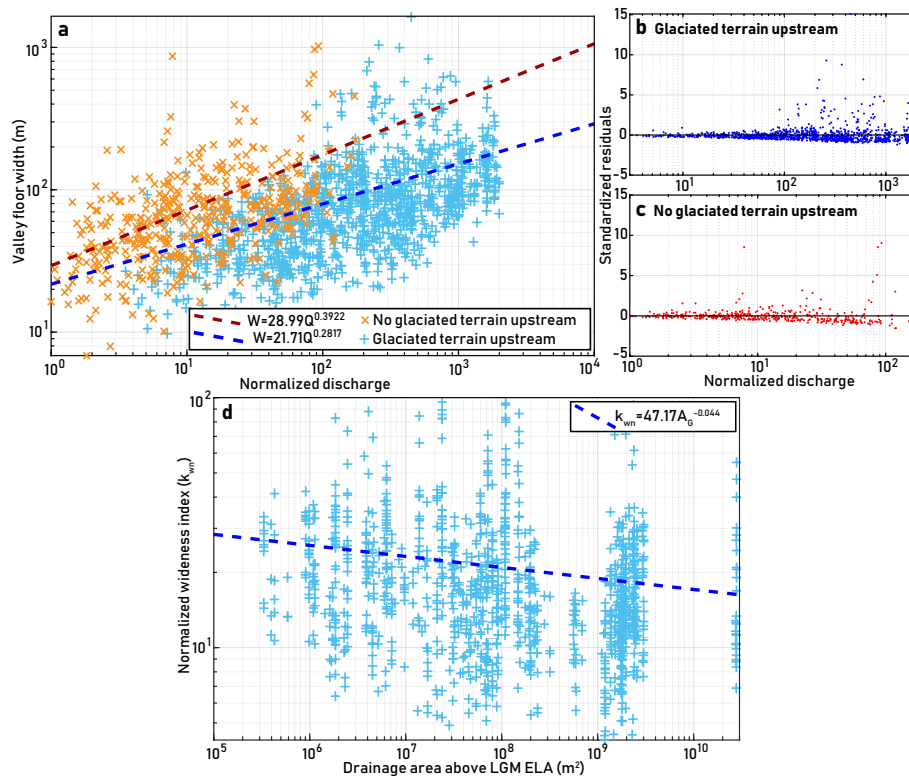 a
Valley floor width (m)
10³
10²
10¹
W=28.99Q^0.3922
W=21.71Q^0.2817
No glaciated terrain upstream
Glaciated terrain upstream
10⁰ 10¹ 10² 10³ 10⁴
Normalized discharge
b Glaciated terrain upstream
Standardized residuals
15
10
5
0
−5
10¹ 10² 10³
c No glaciated terrain upstream
15
10
5
0
−5
10⁰ 10¹ 10²
Normalized discharge
d
Normalized wideness index (k_wn)
10²
10¹
k_wn=47.17A_G^-0.044
10⁵ 10⁶ 10⁷ 10⁸ 10⁹ 10¹⁰
Drainage area above LGM ELA (m²)